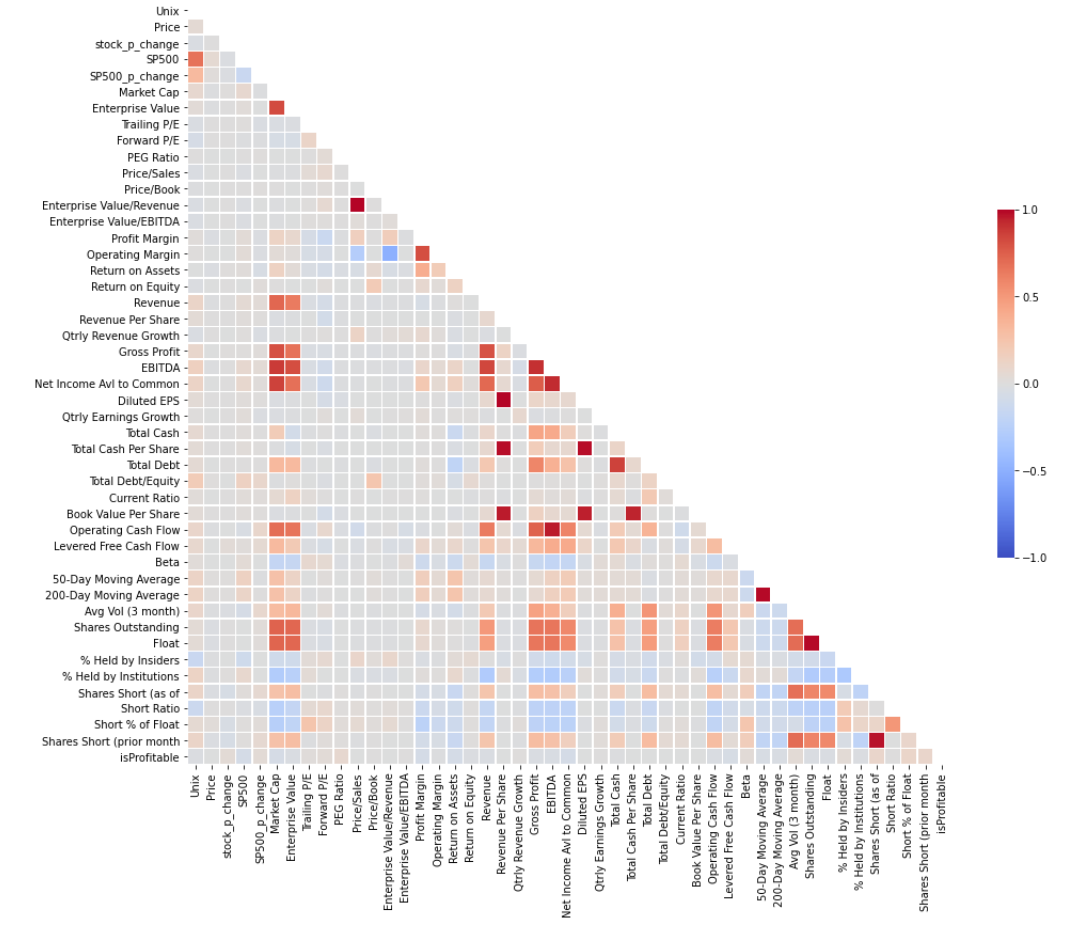 Unix
Price
stock_p_change
SP500
SP500_p_change
Market Cap
Enterprise Value
Trailing P/E
Forward P/E
PEG Ratio
Price/Sales
Price/Book
Enterprise Value/Revenue
Enterprise Value/EBITDA
Profit Margin
Operating Margin
Return on Assets
Return on Equity
Revenue
Revenue Per Share
Qtrly Revenue Growth
Gross Profit
EBITDA
Net Income Avl to Common
Diluted EPS
Qtrly Earnings Growth
Total Cash
Total Cash Per Share
Total Debt
Total Debt/Equity
Current Ratio
Book Value Per Share
Operating Cash Flow
Levered Free Cash Flow
Beta
50-Day Moving Average
200-Day Moving Average
Avg Vol (3 month)
Shares Outstanding
Float
% Held by Insiders
% Held by Institutions
Shares Short (as of
Short Ratio
Short % of Float
Shares Short (prior month
isProfitable
Unix
Price
stock_p_change
SP500
SP500_p_change
Market Cap
Enterprise Value
Trailing P/E
Forward P/E
PEG Ratio
Price/Sales
Price/Book
Enterprise Value/Revenue
Enterprise Value/EBITDA
Profit Margin
Operating Margin
Return on Assets
Return on Equity
Revenue
Revenue Per Share
Qtrly Revenue Growth
Gross Profit
EBITDA
Net Income Avl to Common
Diluted EPS
Qtrly Earnings Growth
Total Cash
Total Cash Per Share
Total Debt
Total Debt/Equity
Current Ratio
Book Value Per Share
Operating Cash Flow
Levered Free Cash Flow
Beta
50-Day Moving Average
200-Day Moving Average
Avg Vol (3 month)
Shares Outstanding
Float
% Held by Insiders
% Held by Institutions
Shares Short (as of
Short Ratio
Short % of Float
Shares Short (prior month
isProfitable
1.0
0.5
0.0
−0.5
−1.0